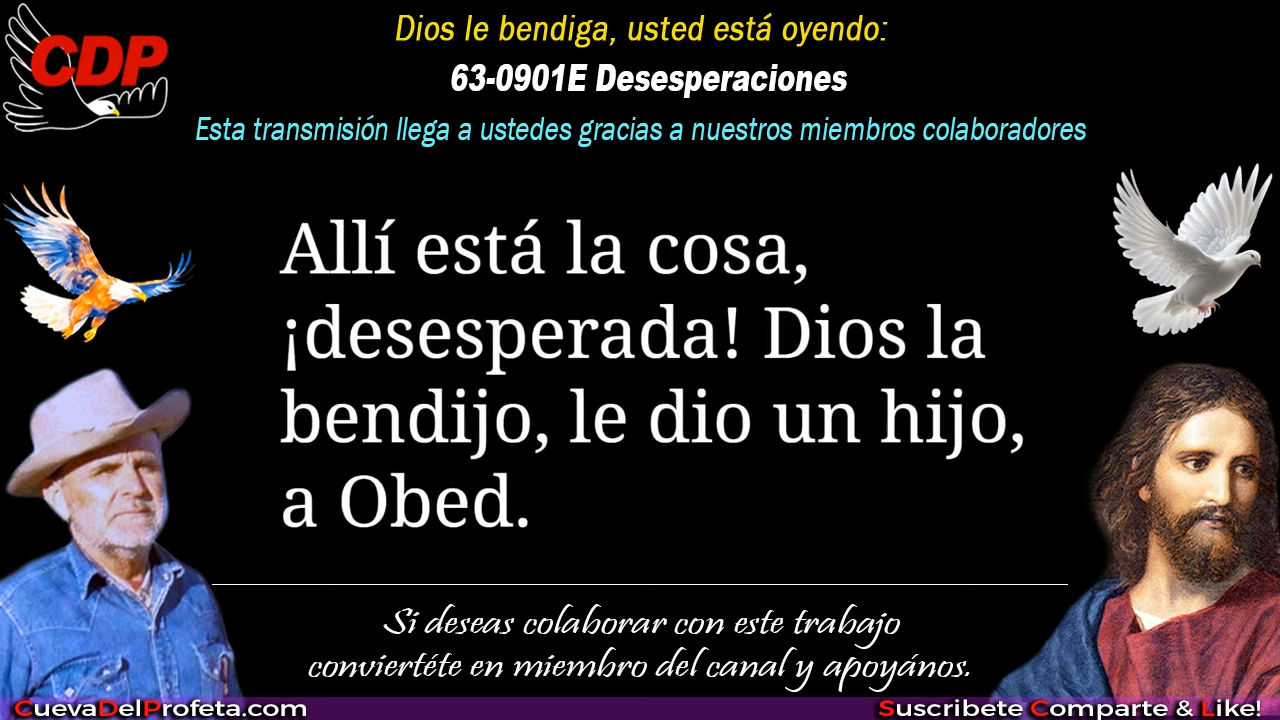 CDP
Dios le bendiga, usted está oyendo:
63-0901E Desesperaciones
Esta transmisión llega a ustedes gracias a nuestros miembros colaboradores
Allí está la cosa,
¡desesperada! Dios la
bendijo, le dio un hijo,
a Obed.
Si deseas colaborar con este trabajo
conviertéte en miembro del canal y apoyános.
CuevaDelProfeta.com
Suscribete Comparte & Like!